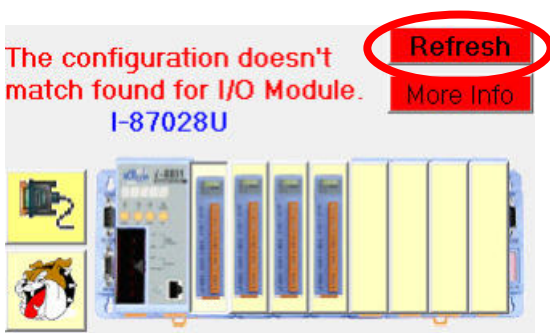 The configuration doesn't
match found for I/O Module.
I-87028U
Refresh
More Info